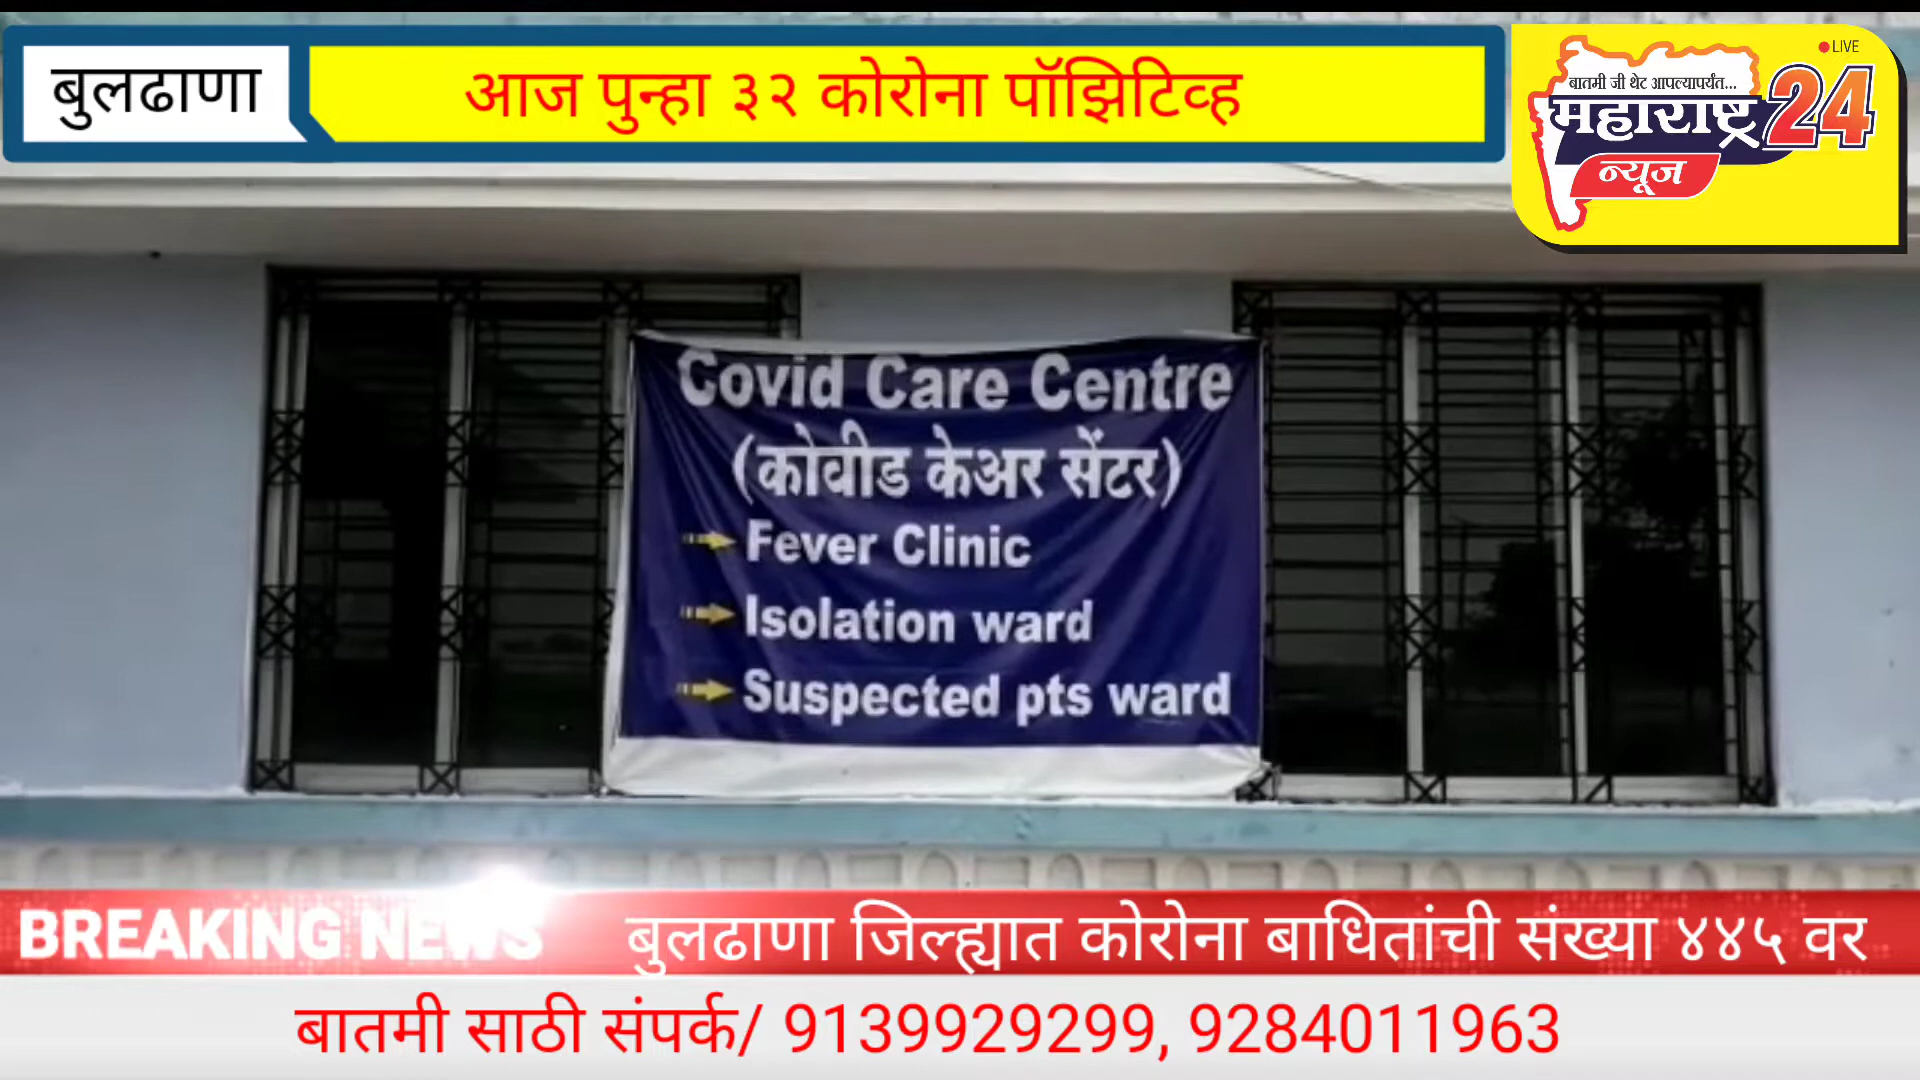 बुलढाणा
आज पुन्हा ३२ कोरोना पॉझिटिव्ह
LIVE
बातमी जी थेट आपल्यापर्यंत...
महाराष्ट्र 24
न्यूज
Covid Care Centre
(कोवीड केअर सेंटर)
Fever Clinic
Isolation ward
Suspected pts ward
BREAKING NEWS
बुलढाणा जिल्ह्यात कोरोना बाधितांची संख्या ४४५ वर
बातमी साठी संपर्क/ 9139929299, 9284011963